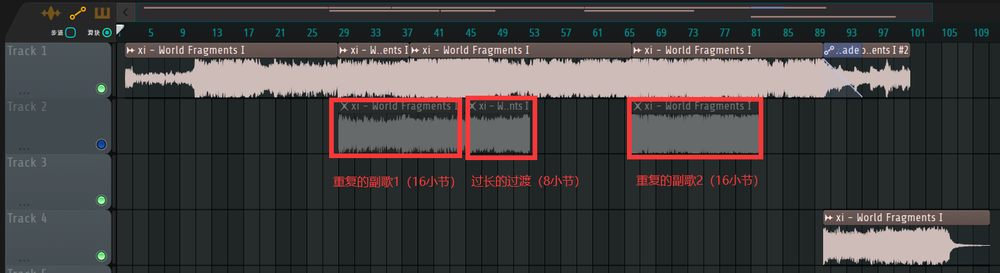 步进 滑块
1 5 9 13 17 21 25 29 33 37 41 45 49 53 57 61 65 69 73 77 81 85 89 93 97 101 105 109
Track 1
xi - World Fragments I
xi - W..ents I
xi - World Fragments I
xi - World Fragments I
..ade
o..ents I #2
Track 2
xi - World Fragments I
xi - W..nts I
xi - World Fragments I
重复的副歌1（16小节）
过长的过渡（8小节）
重复的副歌2（16小节）
Track 3
Track 4
xi - World Fragments I